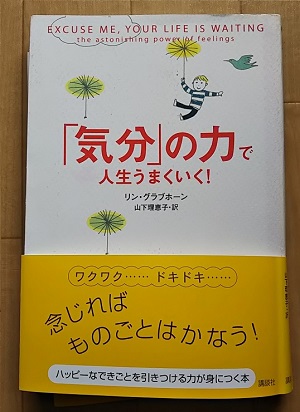 EXCUSE ME, YOUR LIFE IS WAITING
the astonishing power of feelings
「気分」の力で
人生うまくいく!
リン・グラブホーン
山下理恵子・訳
ワクワク…… ドキドキ……
念じれば
ものごとはかなう!
ハッピーなできごとを引きつける力が身につく本
講談社